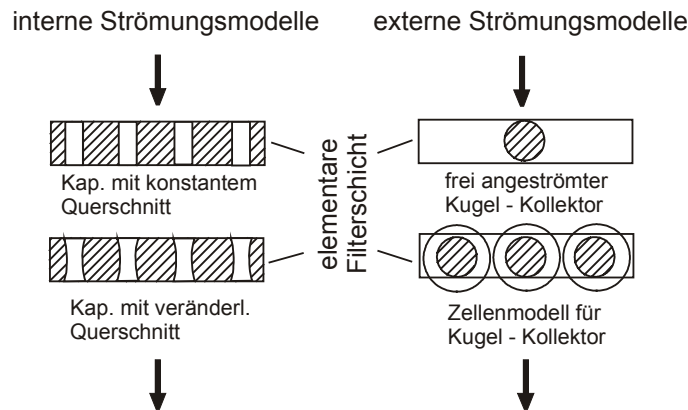 interne Strömungsmodelle
externe Strömungsmodelle
Kap. mit konstantem
Querschnitt
elementare
Filterschicht
frei angeströmter
Kugel - Kollektor
Kap. mit veränderl.
Querschnitt
Zellenmodell für
Kugel - Kollektor